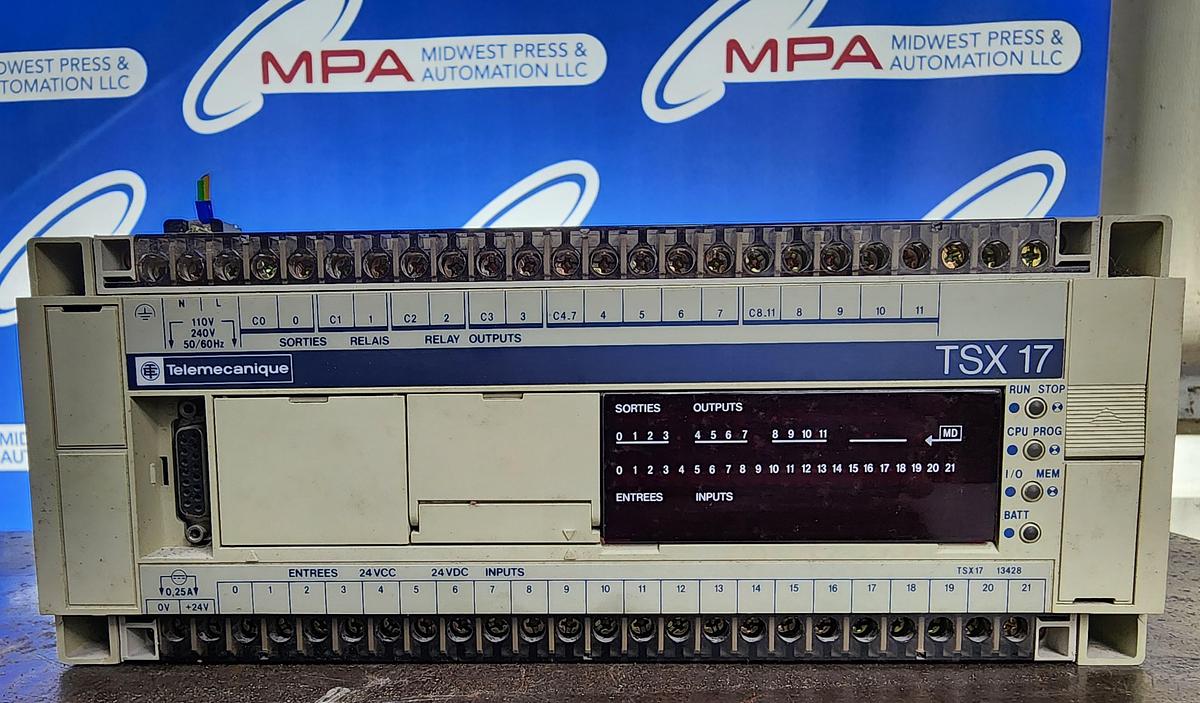 DWEST PRESS &
TOMATION LLC
MPA MIDWEST PRESS &
AUTOMATION LLC
MPA MIDWEST PRESS &
AUTOMATION LLC
MID
AU
N L
110V
240V
50/60Hz
C0 0 C1 1 C2 2 C3 3 C4.7 4 5 6 7 C8.11 8 9 10 11
SORTIES RELAIS RELAY OUTPUTS
Telemecanique
TSX 17
RUN STOP
CPU PROG
I/O MEM
BATT
SORTIES OUTPUTS
0 1 2 3 4 5 6 7 8 9 10 11 MD
0 1 2 3 4 5 6 7 8 9 10 11 12 13 14 15 16 17 18 19 20 21
ENTREES INPUTS
ENTREES 24VCC 24VDC INPUTS
TSX17 13428
0,25A
0V +24V
0 1 2 3 4 5 6 7 8 9 10 11 12 13 14 15 16 17 18 19 20 21